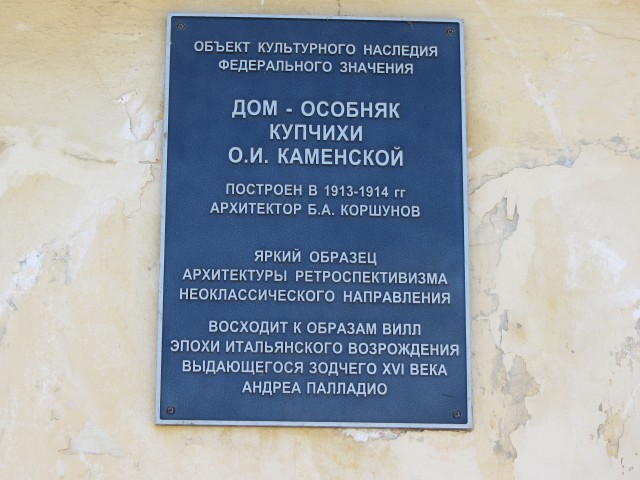 ОБЪЕКТ КУЛЬТУРНОГО НАСЛЕДИЯ
ФЕДЕРАЛЬНОГО ЗНАЧЕНИЯ
ДОМ - ОСОБНЯК
КУПЧИХИ
О.И. КАМЕНСКОЙ
ПОСТРОЕН В 1913-1914 гг
АРХИТЕКТОР Б.А. КОРШУНОВ
ЯРКИЙ ОБРАЗЕЦ
АРХИТЕКТУРЫ РЕТРОСПЕКТИВИЗМА
НЕОКЛАССИЧЕСКОГО НАПРАВЛЕНИЯ
ВОСХОДИТ К ОБРАЗАМ ВИЛЛ
ЭПОХИ ИТАЛЬЯНСКОГО ВОЗРОЖДЕНИЯ
ВЫДАЮЩЕГОСЯ ЗОДЧЕГО XVI ВЕКА
АНДРЕА ПАЛЛАДИО